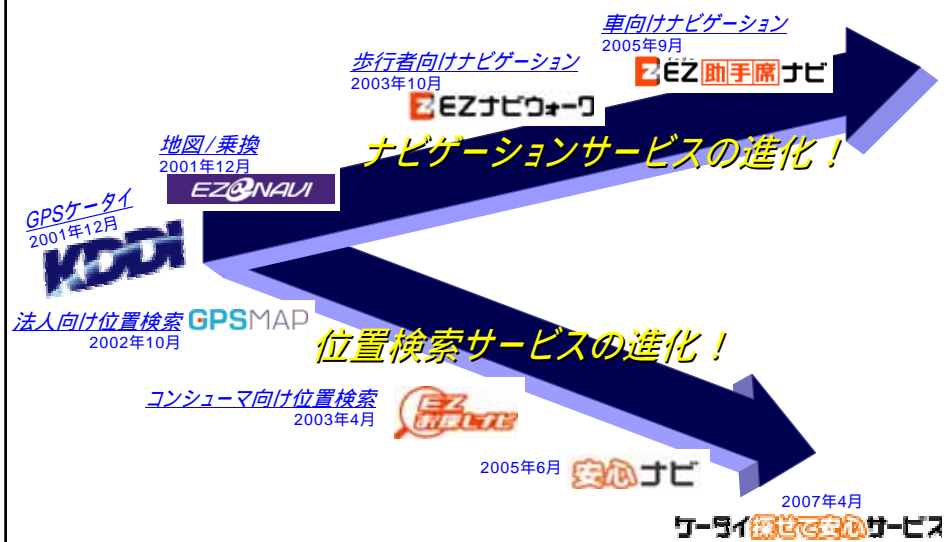 車向けナビゲーション
2005年9月
イージー
EZ助手席ナビ
歩行者向けナビゲーション
2003年10月
EZナビウォーク
地図/乗換
2001年12月
EZ@NAVI
ナビゲーションサービスの進化！
GPSケータイ
2001年12月
KDDI
法人向け位置検索
2002年10月
GPSMAP
位置検索サービスの進化！
コンシューマ向け位置検索
2003年4月
EZ
お探しナビ
2005年6月
安心ナビ
2007年4月
ケータイ探せて安心サービス